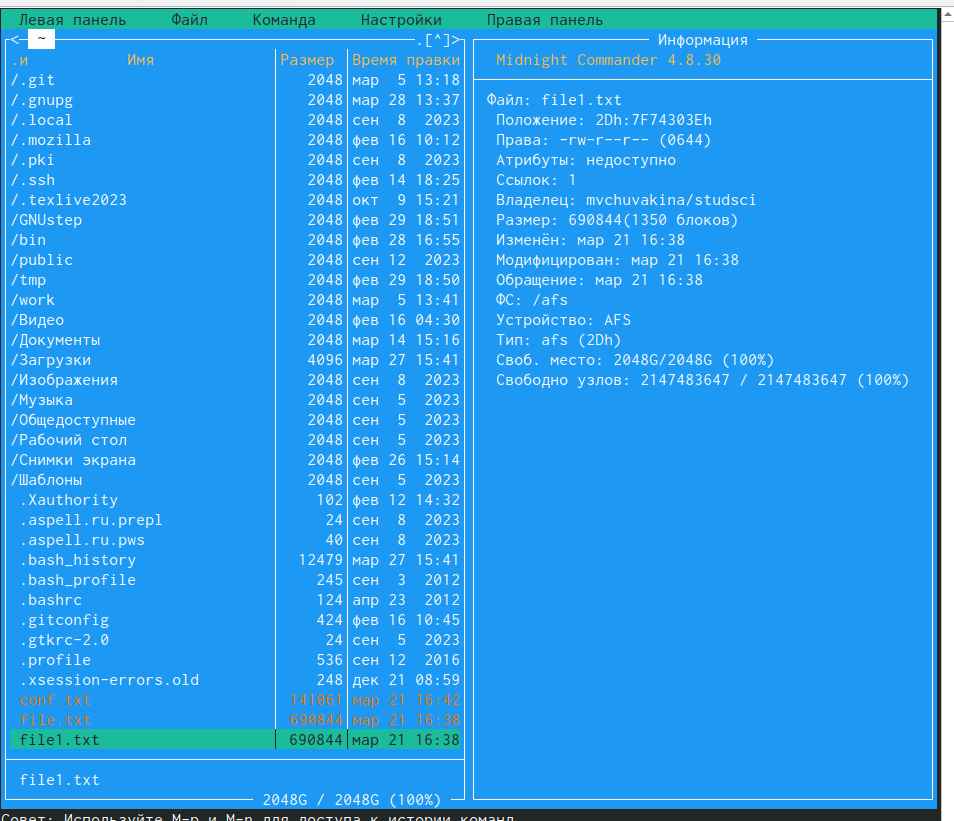 Левая панель Файл Команда Настройки Правая панель
<- ~ .[^]>
.и Имя Размер Время правки
/.git 2048 мар 5 13:18
/.gnupg 2048 мар 28 13:37
/.local 2048 сен 8 2023
/.mozilla 2048 фев 16 10:12
/.pki 2048 сен 8 2023
/.ssh 2048 фев 14 18:25
/.texlive2023 2048 окт 9 15:21
/GNUstep 2048 фев 29 18:51
/bin 2048 фев 28 16:55
/public 2048 сен 12 2023
/tmp 2048 фев 29 18:50
/work 2048 мар 5 13:41
/Видео 2048 фев 16 04:30
/Документы 2048 мар 14 15:16
/Загрузки 4096 мар 27 15:41
/Изображения 2048 сен 8 2023
/Музыка 2048 сен 5 2023
/Общедоступные 2048 сен 5 2023
/Рабочий стол 2048 сен 5 2023
/Снимки экрана 2048 фев 26 15:14
/Шаблоны 2048 сен 5 2023
.Xauthority 102 фев 12 14:32
.aspell.ru.prepl 24 сен 8 2023
.aspell.ru.pws 40 сен 8 2023
.bash_history 12479 мар 27 15:41
.bash_profile 245 сен 3 2012
.bashrc 124 апр 23 2012
.gitconfig 424 фев 16 10:45
.gtkrc-2.0 24 сен 5 2023
.profile 536 сен 12 2016
.xsession-errors.old 248 дек 21 08:59
conf.txt 141061 мар 21 16:42
file.txt 690844 мар 21 16:38
file1.txt 690844 мар 21 16:38
file1.txt
2048G / 2048G (100%)
Информация
Midnight Commander 4.8.30
Файл: file1.txt
Положение: 2Dh:7F74303Eh
Права: -rw-r--r-- (0644)
Атрибуты: недоступно
Ссылок: 1
Владелец: mvchuvakina/studsci
Размер: 690844(1350 блоков)
Изменён: мар 21 16:38
Модифицирован: мар 21 16:38
Обращение: мар 21 16:38
ФС: /afs
Устройство: AFS
Тип: afs (2Dh)
Своб. место: 2048G/2048G (100%)
Свободно узлов: 2147483647 / 2147483647 (100%)
Совет: Используйте M-p и M-n для доступа к истории команд.